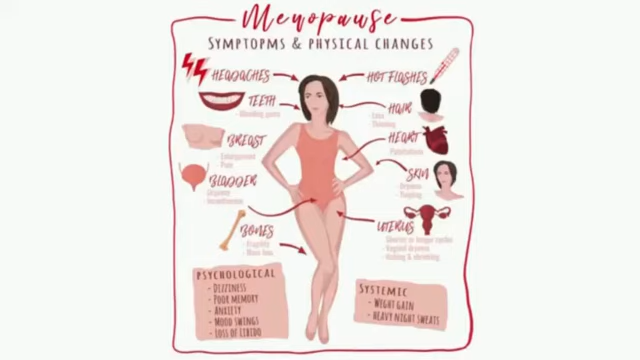 Menopause
SYMPTOPMS & PHYSICAL CHANGES
HEADACHES
HOT FLASHES
TEETH
- Bleeding gums
HAIR
- Loss
- Thinning
BREAST
- Enlargement
- Pain
HEART
- Palpitations
BLADDER
- Urgency
- Incontinence
SKIN
- Dryness
BONES
- Fragility
- Mass loss
UTERUS
- Shorter or longer cycles
- Vaginal dryness
- Itching & shrinking
PSYCHOLOGICAL
- DIZZINESS
- POOR MEMORY
- ANXIETY
- MOOD SWINGS
- LOSS OF LIBIDO
SYSTEMIC
- WEIGHT GAIN
- HEAVY NIGHT SWEATS